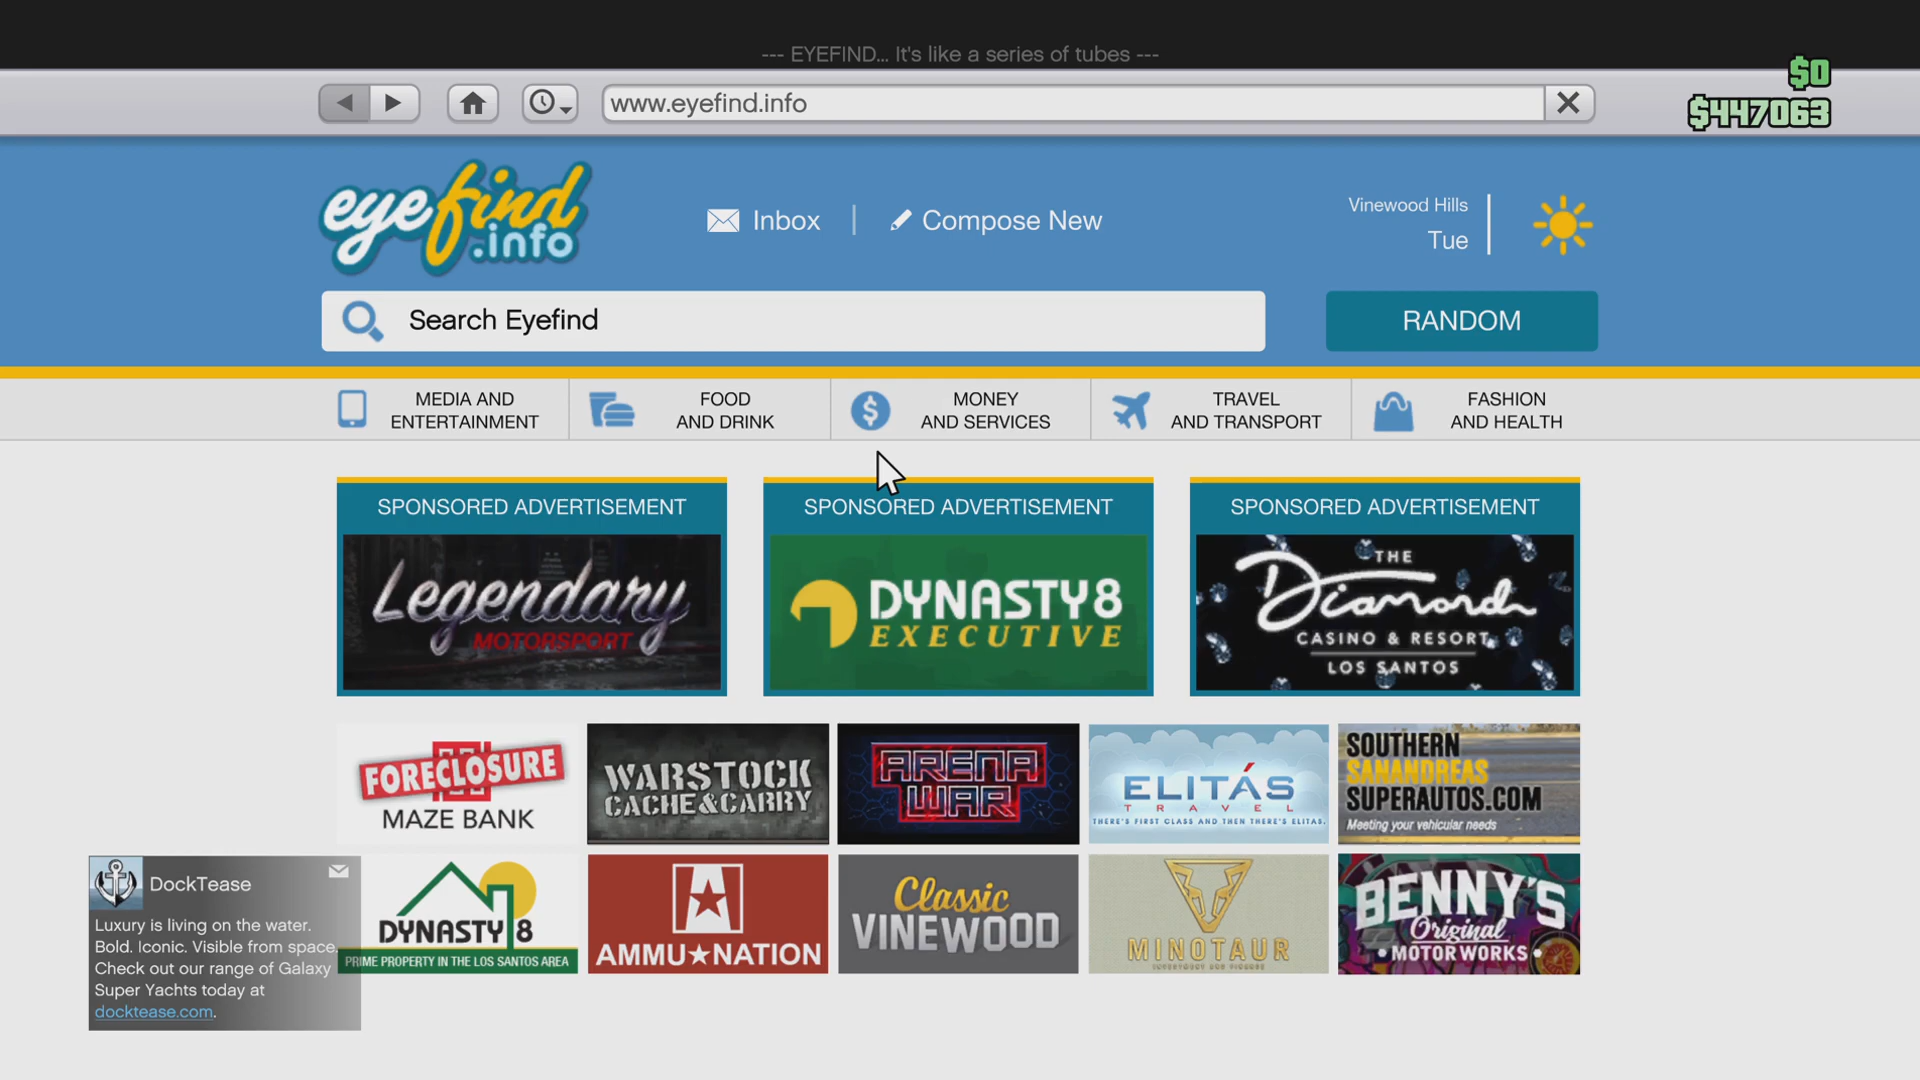 --- EYEFIND... It's like a series of tubes ---
$0
www.eyefind.info
$447063
eyefind
.info
Inbox
Compose New
Vinewood Hills
Tue
Search Eyefind
RANDOM
MEDIA AND
ENTERTAINMENT
FOOD
AND DRINK
MONEY
AND SERVICES
TRAVEL
AND TRANSPORT
FASHION
AND HEALTH
SPONSORED ADVERTISEMENT
Legendary
MOTORSPORT
SPONSORED ADVERTISEMENT
DYNASTY8
EXECUTIVE
SPONSORED ADVERTISEMENT
THE
Diamond
CASINO & RESORT
LOS SANTOS
FORECLOSURE
MAZE BANK
WARSTOCK
CACHE&CARRY
ARENA
WAR
ELITÁS
TRAVEL
THERE'S FIRST CLASS AND THEN THERE'S ELITAS.
SOUTHERN
SANANDREAS
SUPERAUTOS.COM
Meeting your vehicular needs
DYNASTY 8
PRIME PROPERTY IN THE LOS SANTOS AREA
AMMU★NATION
Classic
VINEWOOD
MINOTAUR
INVESTMENT AND FINANCE
BENNY'S
Original
•MOTOR WORKS•
DockTease
Luxury is living on the water.
Bold. Iconic. Visible from space.
Check out our range of Galaxy
Super Yachts today at
docktease.com.